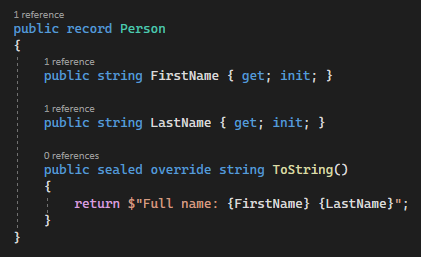 1 reference
public record Person
{
1 reference
public string FirstName { get; init; }
1 reference
public string LastName { get; init; }
0 references
public sealed override string ToString()
{
return $"Full name: {FirstName} {LastName}";
}
}